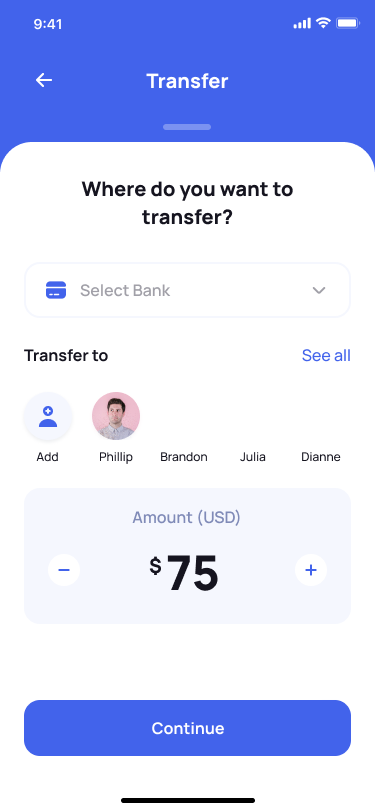 9:41
Transfer
Where do you want to
transfer?
Select Bank
Transfer to
See all
Add
Phillip
Brandon
Julia
Dianne
Amount (USD)
$75
Continue